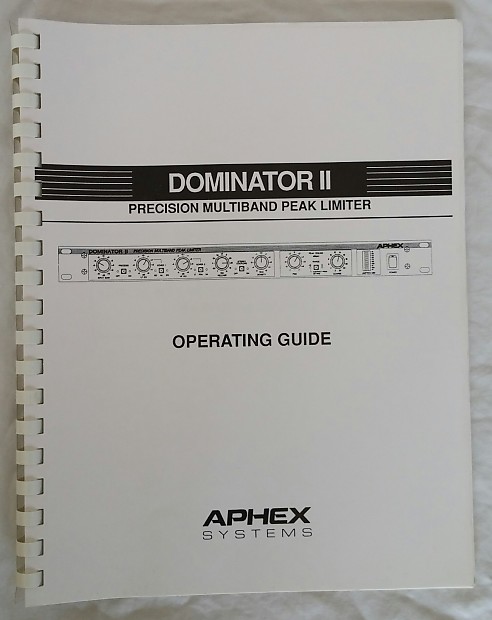 DOMINATOR II
PRECISION MULTIBAND PEAK LIMITER
DOMINATOR II - PRECISION MULTIBAND PEAK LIMITER
APHEX
OPERATING GUIDE
APHEX
SYSTEMS